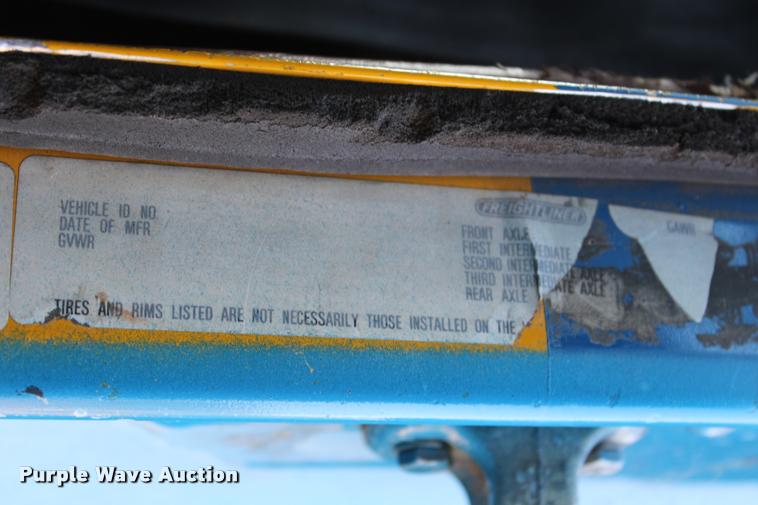 VEHICLE ID NO.
DATE OF MFR
GVWR
FREIGHTLINER
GAWR
FRONT AXLE
FIRST INTERMEDIATE
SECOND INTERMEDIATE AXLE
THIRD INTERMEDIATE AXLE
REAR AXLE
TIRES AND RIMS LISTED ARE NOT NECESSARILY THOSE INSTALLED ON THE
Purple Wave Auction